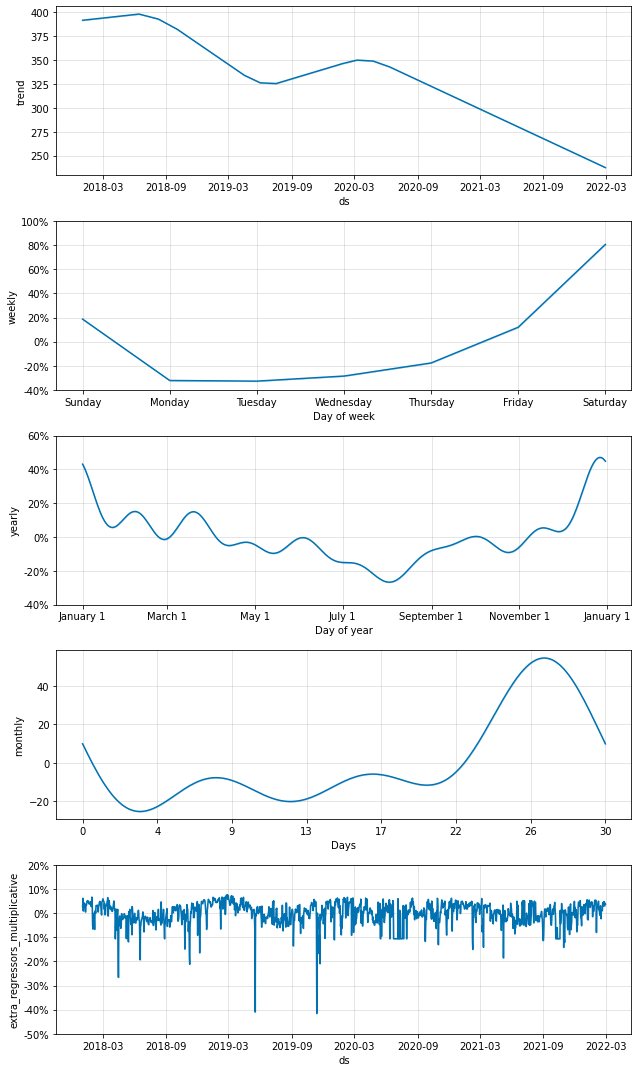 400
375
350
325
300
275
250
trend
2018-03 2018-09 2019-03 2019-09 2020-03 2020-09 2021-03 2021-09 2022-03
ds
100%
80%
60%
40%
20%
0%
-20%
-40%
weekly
Sunday Monday Tuesday Wednesday Thursday Friday Saturday
Day of week
60%
40%
20%
0%
-20%
-40%
yearly
January 1 March 1 May 1 July 1 September 1 November 1 January 1
Day of year
40
20
0
−20
monthly
0 4 9 13 17 22 26 30
Days
20%
10%
0%
-10%
-20%
-30%
-40%
-50%
extra_regressors_multiplicative
2018-03 2018-09 2019-03 2019-09 2020-03 2020-09 2021-03 2021-09 2022-03
ds